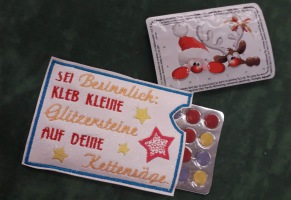 SEI Besinnlich:
KLEB KLEINE
Glitzersteine
AUF DEINE
Kettensäge